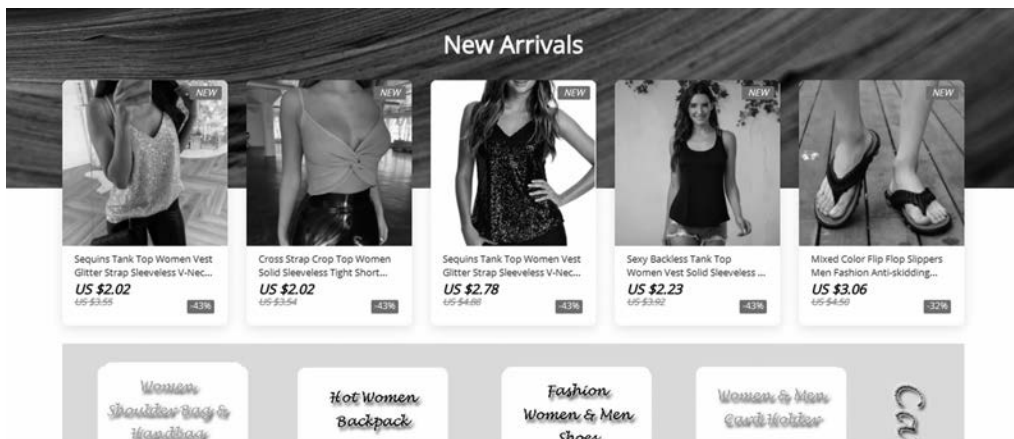 New Arrivals
NEW
NEW
NEW
NEW
NEW
Sequins Tank Top Women Vest
Glitter Strap Sleeveless V-Nec...
US $2.02
US $3.55
-43%
Cross Strap Crop Top Women
Solid Sleeveless Tight Short...
US $2.02
US $3.54
-43%
Sequins Tank Top Women Vest
Glitter Strap Sleeveless V-Nec...
US $2.78
US $4.88
-43%
Sexy Backless Tank Top
Women Vest Solid Sleeveless ...
US $2.23
US $3.92
-43%
Mixed Color Flip Flop Slippers
Men Fashion Anti-skidding...
US $3.06
US $4.50
-32%
Women
Shoulder Bag &
Handbag
Hot Women
Backpack
Fashion
Women & Men
Shoes
Women & Men
Card Holder
Ca